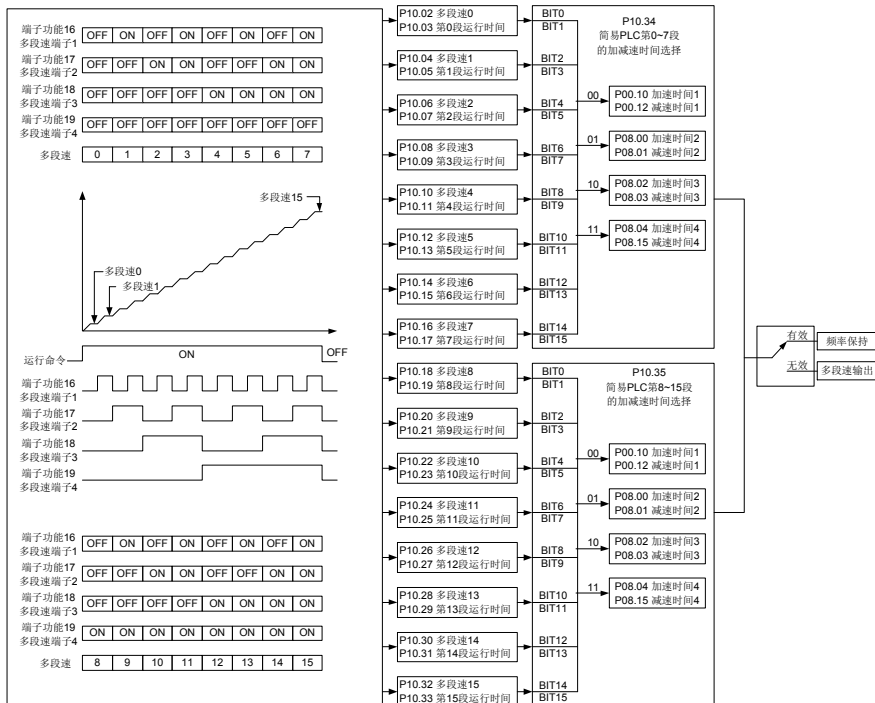 端子功能16
多段速端子1
OFF ON OFF ON OFF ON OFF ON
端子功能17
多段速端子2
OFF OFF ON ON OFF OFF ON ON
端子功能18
多段速端子3
OFF OFF OFF OFF ON ON ON ON
端子功能19
多段速端子4
OFF OFF OFF OFF OFF OFF OFF OFF
多段速 0 1 2 3 4 5 6 7
多段速15
多段速0
多段速1
运行命令 ON OFF
端子功能16
多段速端子1
端子功能17
多段速端子2
端子功能18
多段速端子3
端子功能19
多段速端子4
端子功能16
多段速端子1
OFF ON OFF ON OFF ON OFF ON
端子功能17
多段速端子2
OFF OFF ON ON OFF OFF ON ON
端子功能18
多段速端子3
OFF OFF OFF OFF ON ON ON ON
端子功能19
多段速端子4
ON ON ON ON ON ON ON ON
多段速 8 9 10 11 12 13 14 15
P10.02 多段速0
P10.03 第0段运行时间
P10.04 多段速1
P10.05 第1段运行时间
P10.06 多段速2
P10.07 第2段运行时间
P10.08 多段速3
P10.09 第3段运行时间
P10.10 多段速4
P10.11 第4段运行时间
P10.12 多段速5
P10.13 第5段运行时间
P10.14 多段速6
P10.15 第6段运行时间
P10.16 多段速7
P10.17 第7段运行时间
P10.18 多段速8
P10.19 第8段运行时间
P10.20 多段速9
P10.21 第9段运行时间
P10.22 多段速10
P10.23 第10段运行时间
P10.24 多段速11
P10.25 第11段运行时间
P10.26 多段速12
P10.27 第12段运行时间
P10.28 多段速13
P10.29 第13段运行时间
P10.30 多段速14
P10.31 第14段运行时间
P10.32 多段速15
P10.33 第15段运行时间
BIT0
BIT1
BIT2
BIT3
BIT4
BIT5
BIT6
BIT7
BIT8
BIT9
BIT10
BIT11
BIT12
BIT13
BIT14
BIT15
P10.34
简易PLC第0~7段
的加减速时间选择
00
P00.10 加速时间1
P00.12 减速时间1
01
P08.00 加速时间2
P08.01 减速时间2
10
P08.02 加速时间3
P08.03 减速时间3
11
P08.04 加速时间4
P08.15 减速时间4
BIT0
BIT1
BIT2
BIT3
BIT4
BIT5
BIT6
BIT7
BIT8
BIT9
BIT10
BIT11
BIT12
BIT13
BIT14
BIT15
P10.35
简易PLC第8~15段
的加减速时间选择
00
P00.10 加速时间1
P00.12 减速时间1
01
P08.00 加速时间2
P08.01 减速时间2
10
P08.02 加速时间3
P08.03 减速时间3
11
P08.04 加速时间4
P08.15 减速时间4
有效
频率保持
无效
多段速输出